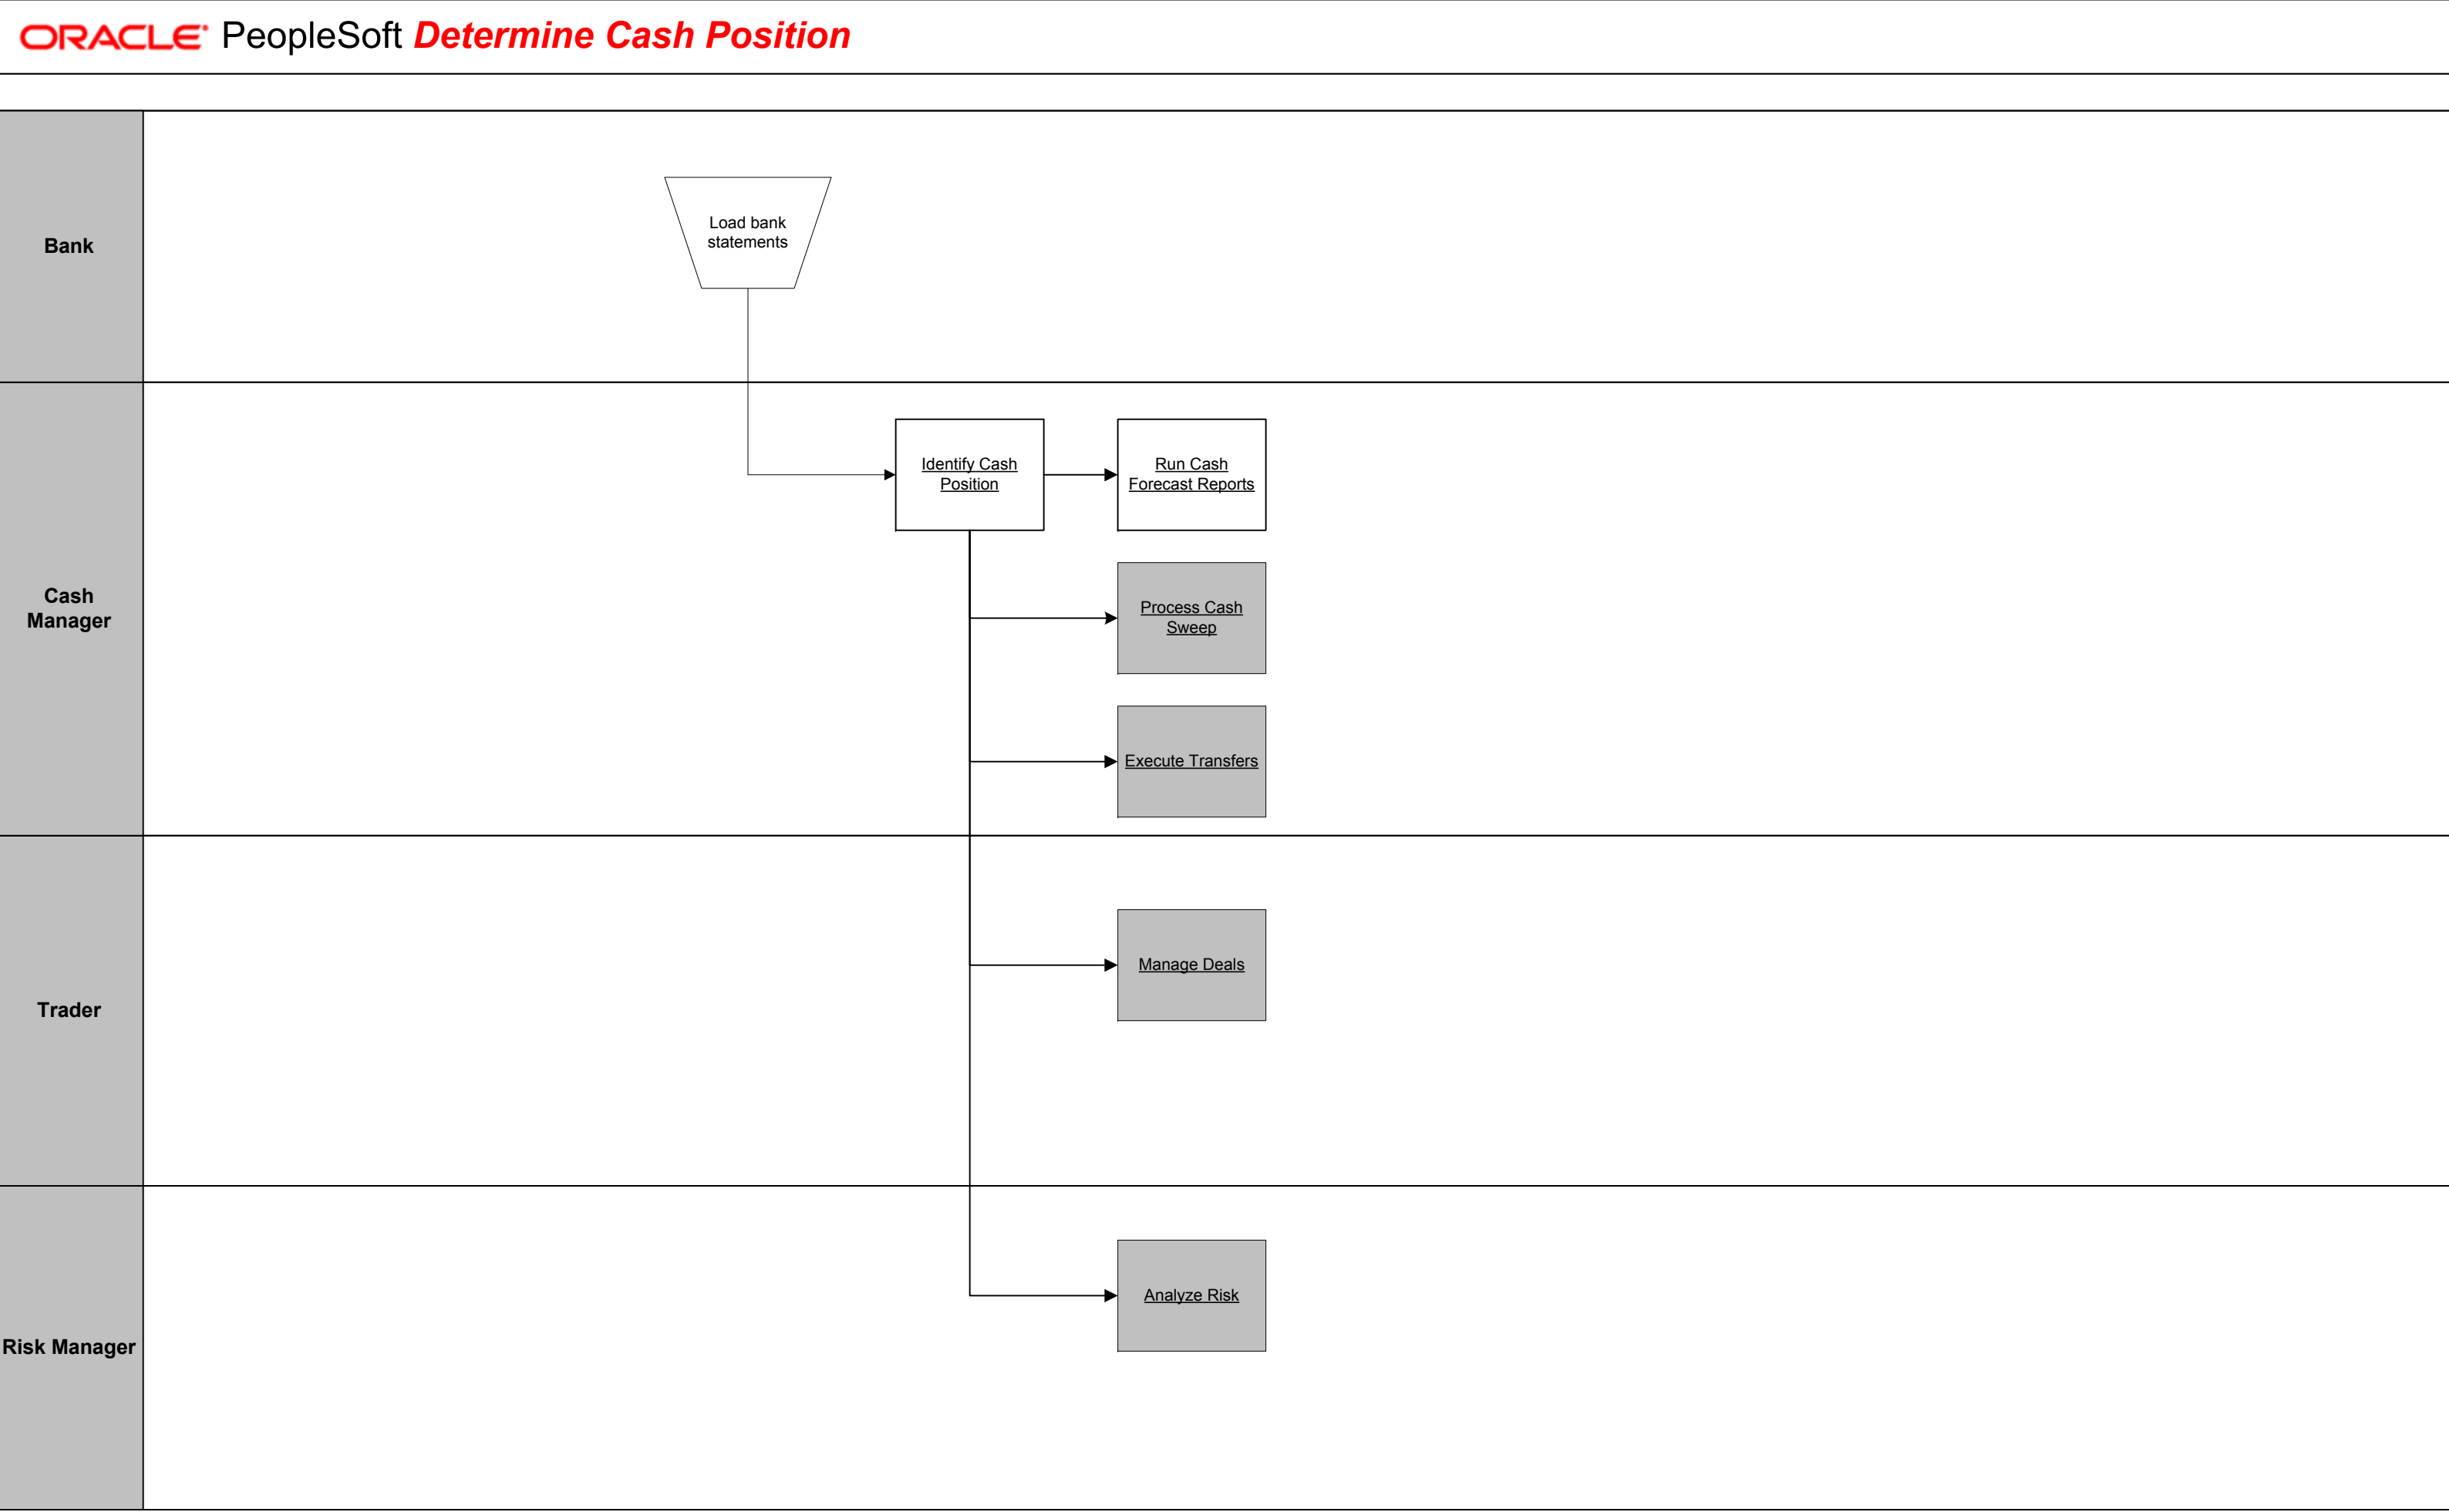 ORACLE® PeopleSoft Determine Cash Position
Bank
Load bank
statements
Cash
Manager
Identify Cash
Position
Run Cash
Forecast Reports
Process Cash
Sweep
Execute Transfers
Trader
Manage Deals
Risk Manager
Analyze Risk